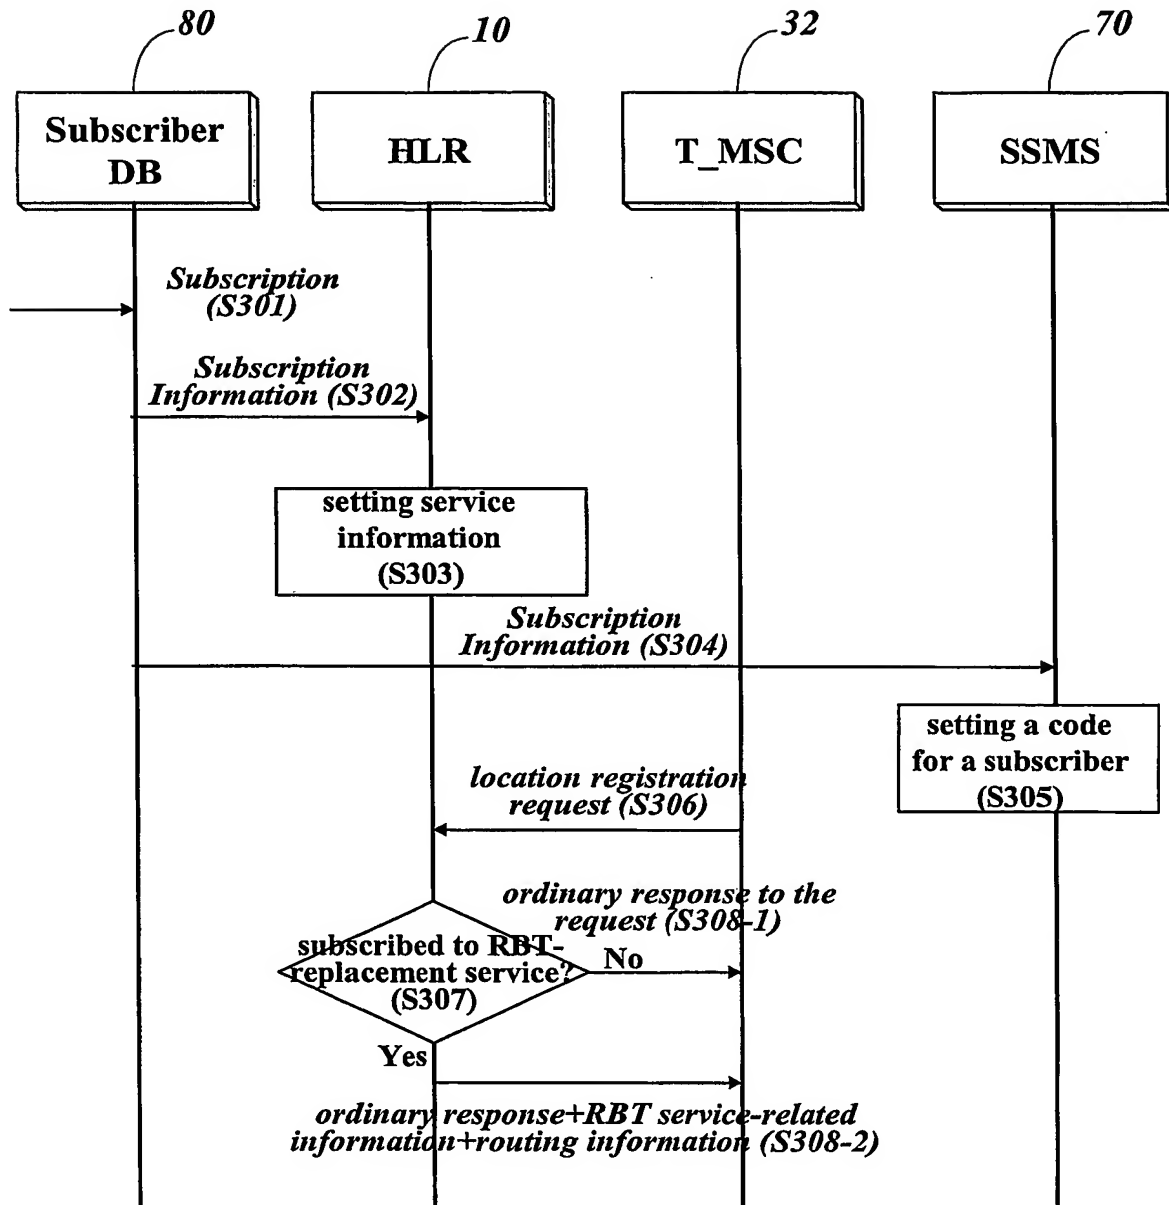 80
10
32
70
Subscriber
DB
HLR
T_MSC
SSMS
Subscription
(S301)
Subscription
Information (S302)
setting service
information
(S303)
Subscription
Information (S304)
setting a code
for a subscriber
(S305)
location registration
request (S306)
ordinary response to the
request (S308-1)
subscribed to RBT-
replacement service?
(S307)
No
Yes
ordinary response+RBT service-related
information+routing information (S308-2)